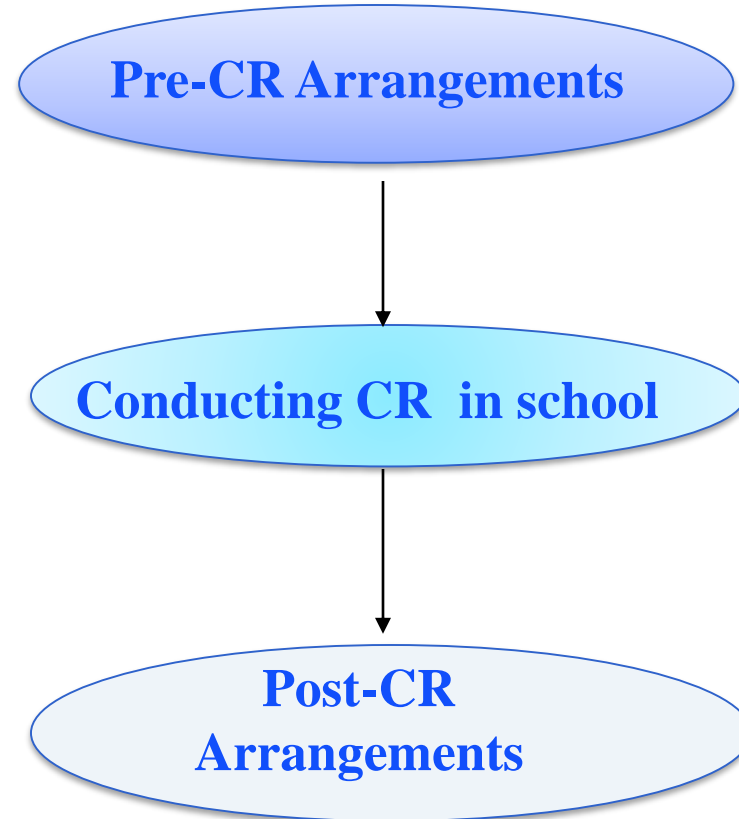 Pre-CR Arrangements
Conducting CR in school
Post-CR
Arrangements